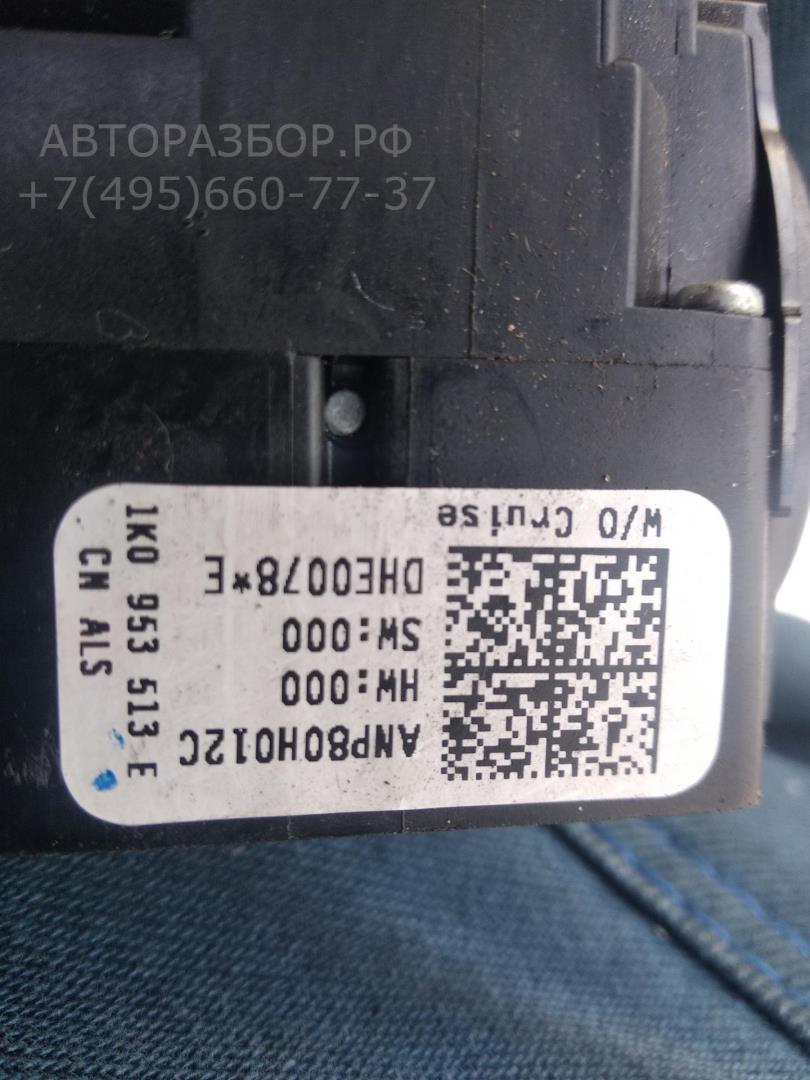 АВТОРАЗБОР.РФ
+7(495)660-77-37
ANP80H012C
HW:000
SW:000
DHE0078*E
W/O Cruise
1K0 953 513 E
CN ALS